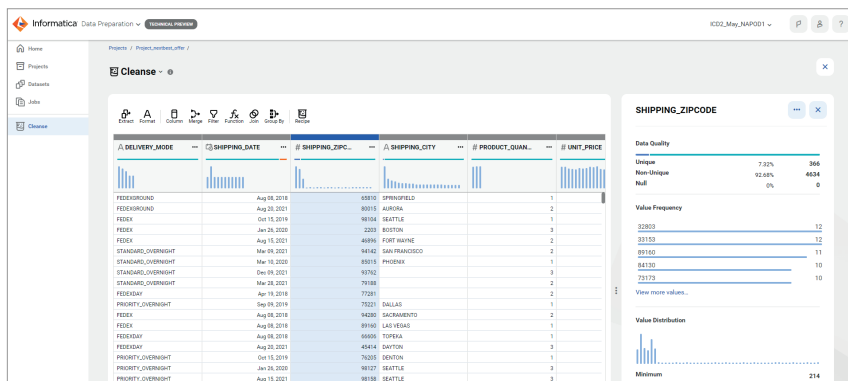 Informatica Data Preparation TECHNICAL PREVIEW ICD2_May_NAPOD1 ?
Home
Projects
Datasets
Jobs
Cleanse
Projects / Project_nextbest_offer /
Cleanse
Extract Format Column Merge Filter Function Join Group By Recipe
DELIVERY_MODE SHIPPING_DATE # SHIPPING_ZIPC... SHIPPING_CITY # PRODUCT_QUAN... # UNIT_PRICE
FEDEXGROUND Aug 08, 2018 65810 SPRINGFIELD 1
FEDEXGROUND Aug 20, 2021 80015 AURORA 2
FEDEX Oct 15, 2019 98104 SEATTLE 1
FEDEX Jan 26, 2020 2203 BOSTON 3
FEDEX Aug 15, 2021 46896 FORT WAYNE 2
STANDARD_OVERNIGHT Mar 09, 2021 94142 SAN FRANCISCO 2
STANDARD_OVERNIGHT Mar 10, 2020 85015 PHOENIX 1
STANDARD_OVERNIGHT Dec 09, 2021 93762 3
STANDARD_OVERNIGHT Mar 28, 2021 79188 2
FEDEXDAY Apr 19, 2018 77281 2
PRIORITY_OVERNIGHT Sep 09, 2019 75221 DALLAS 1
FEDEX Aug 08, 2018 94280 SACRAMENTO 2
FEDEX Aug 08, 2018 89160 LAS VEGAS 1
FEDEXDAY Aug 08, 2018 66606 TOPEKA 1
FEDEXDAY Aug 20, 2021 45414 DAYTON 3
PRIORITY_OVERNIGHT Oct 15, 2019 76205 DENTON 1
PRIORITY_OVERNIGHT Jan 26, 2020 98127 SEATTLE 3
PRIORITY_OVERNIGHT Aug 15, 2021 98158 SEATTLE 3
SHIPPING_ZIPCODE
Data Quality
Unique 7.32% 366
Non-Unique 92.68% 4634
Null 0% 0
Value Frequency
32803 12
33153 12
89160 11
84130 10
73173 10
View more values...
Value Distribution
Minimum 214